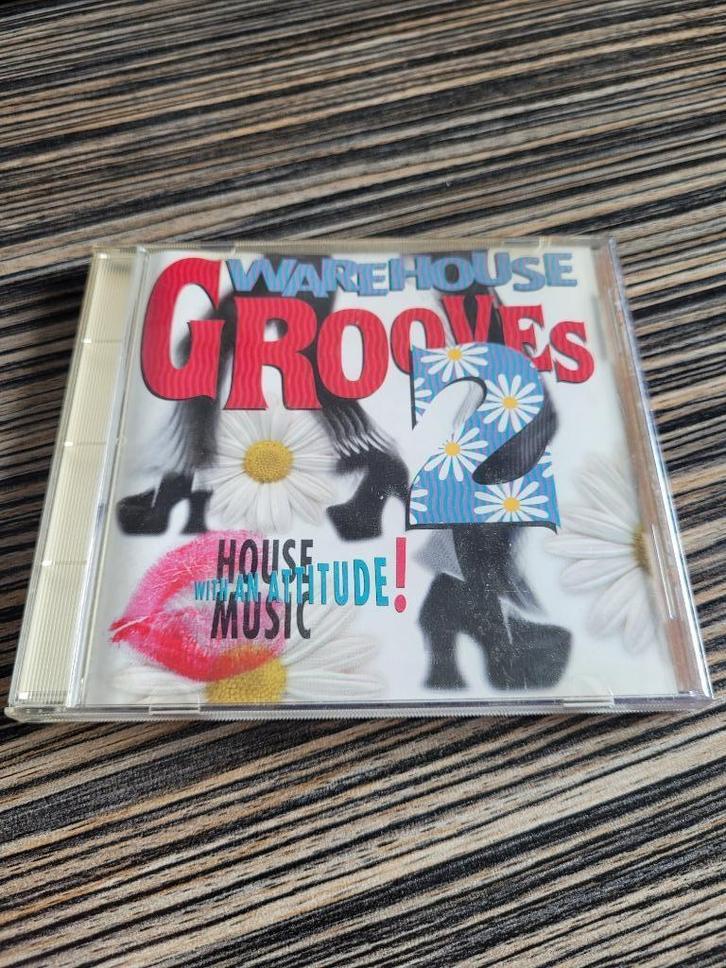 WAREHOUSE
GROOVES
2
HOUSE
WITH AN ATTITUDE!
MUSIC